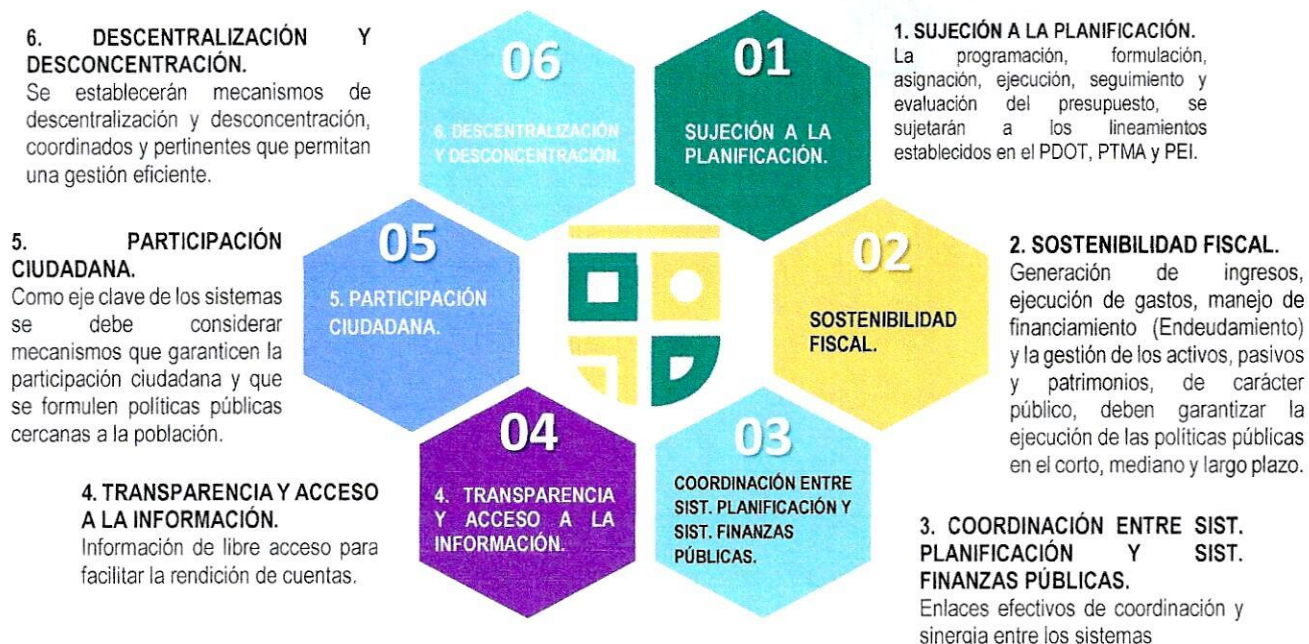 6. DESCENTRALIZACIÓN Y
DESCONCENTRACIÓN.
Se establecerán mecanismos de
descentralización y desconcentración,
coordinados y pertinentes que permitan
una gestión eficiente.
5. PARTICIPACIÓN
CIUDADANA.
Como eje clave de los sistemas
se debe considerar
mecanismos que garanticen la
participación ciudadana y que
se formulen políticas públicas
cercanas a la población.
4. TRANSPARENCIA Y ACCESO
A LA INFORMACIÓN.
Información de libre acceso para
facilitar la rendición de cuentas.
06
6. DESCENTRALIZACIÓN
Y DESCONCENTRACIÓN.
01
SUJECIÓN A LA
PLANIFICACIÓN.
05
5. PARTICIPACIÓN
CIUDADANA.
02
SOSTENIBILIDAD
FISCAL.
04
4. TRANSPARENCIA
Y ACCESO A LA
INFORMACIÓN.
03
COORDINACIÓN ENTRE
SIST. PLANIFICACIÓN Y
SIST. FINANZAS
PÚBLICAS.
1. SUJECIÓN A LA PLANIFICACIÓN.
La programación, formulación,
asignación, ejecución, seguimiento y
evaluación del presupuesto, se
sujetarán a los lineamientos
establecidos en el PDOT, PTMA y PEI.
2. SOSTENIBILIDAD FISCAL.
Generación de ingresos,
ejecución de gastos, manejo de
financiamiento (Endeudamiento)
y la gestión de los activos, pasivos
y patrimonios, de carácter
público, deben garantizar la
ejecución de las políticas públicas
en el corto, mediano y largo plazo.
3. COORDINACIÓN ENTRE SIST.
PLANIFICACIÓN Y SIST.
FINANZAS PÚBLICAS.
Enlaces efectivos de coordinación y
sinergia entre los sistemas